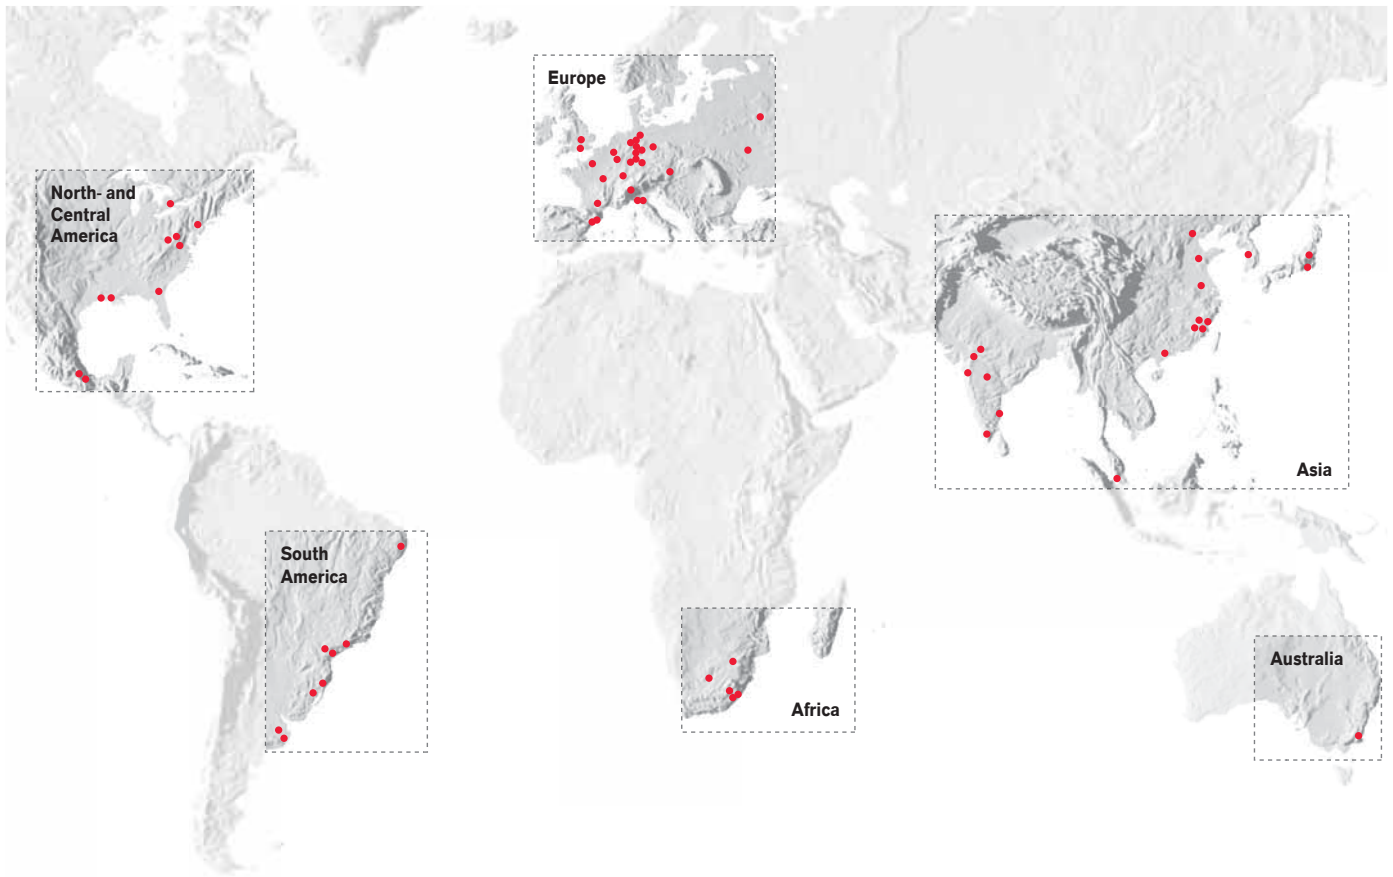 Europe
North- and
Central
America
Asia
South
America
Australia
Africa